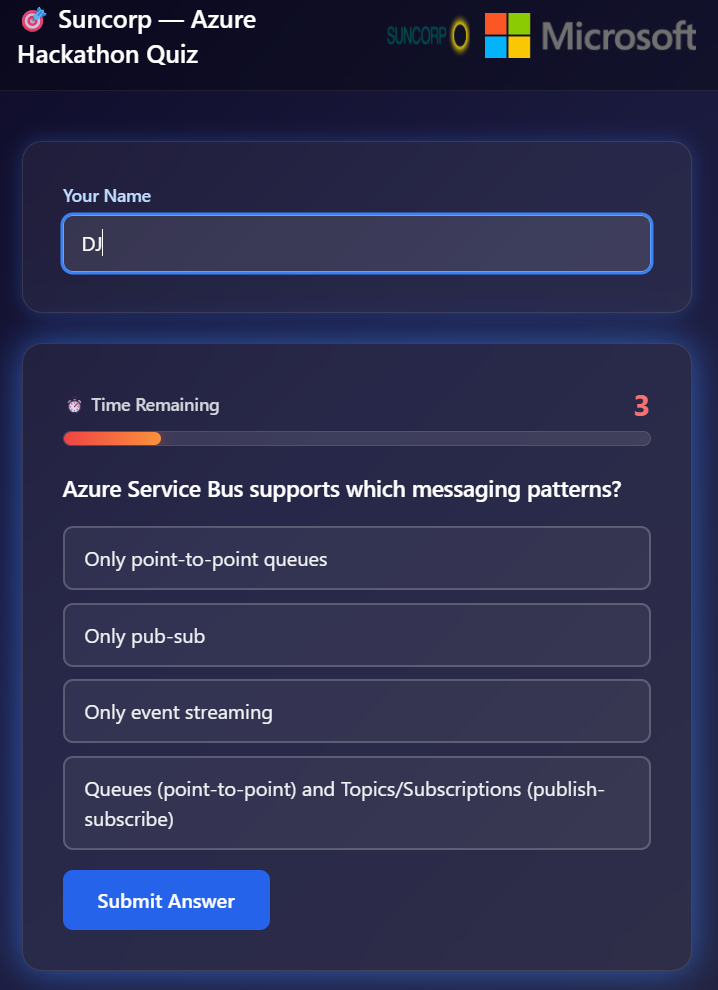 Suncorp — Azure
Hackathon Quiz
SUNCORP
Microsoft
Your Name
DJ
Time Remaining
3
Azure Service Bus supports which messaging patterns?
Only point-to-point queues
Only pub-sub
Only event streaming
Queues (point-to-point) and Topics/Subscriptions (publish-
subscribe)
Submit Answer